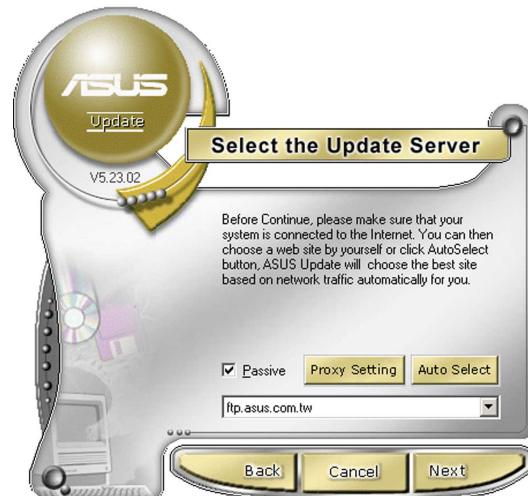 ASUS
Update
V5.23.02
Select the Update Server
Before Continue, please make sure that your
system is connected to the Internet. You can then
choose a web site by yourself or click AutoSelect
button, ASUS Update will choose the best site
based on network traffic automatically for you.
Passive
Proxy Setting
Auto Select
ftp.asus.com.tw
Back
Cancel
Next